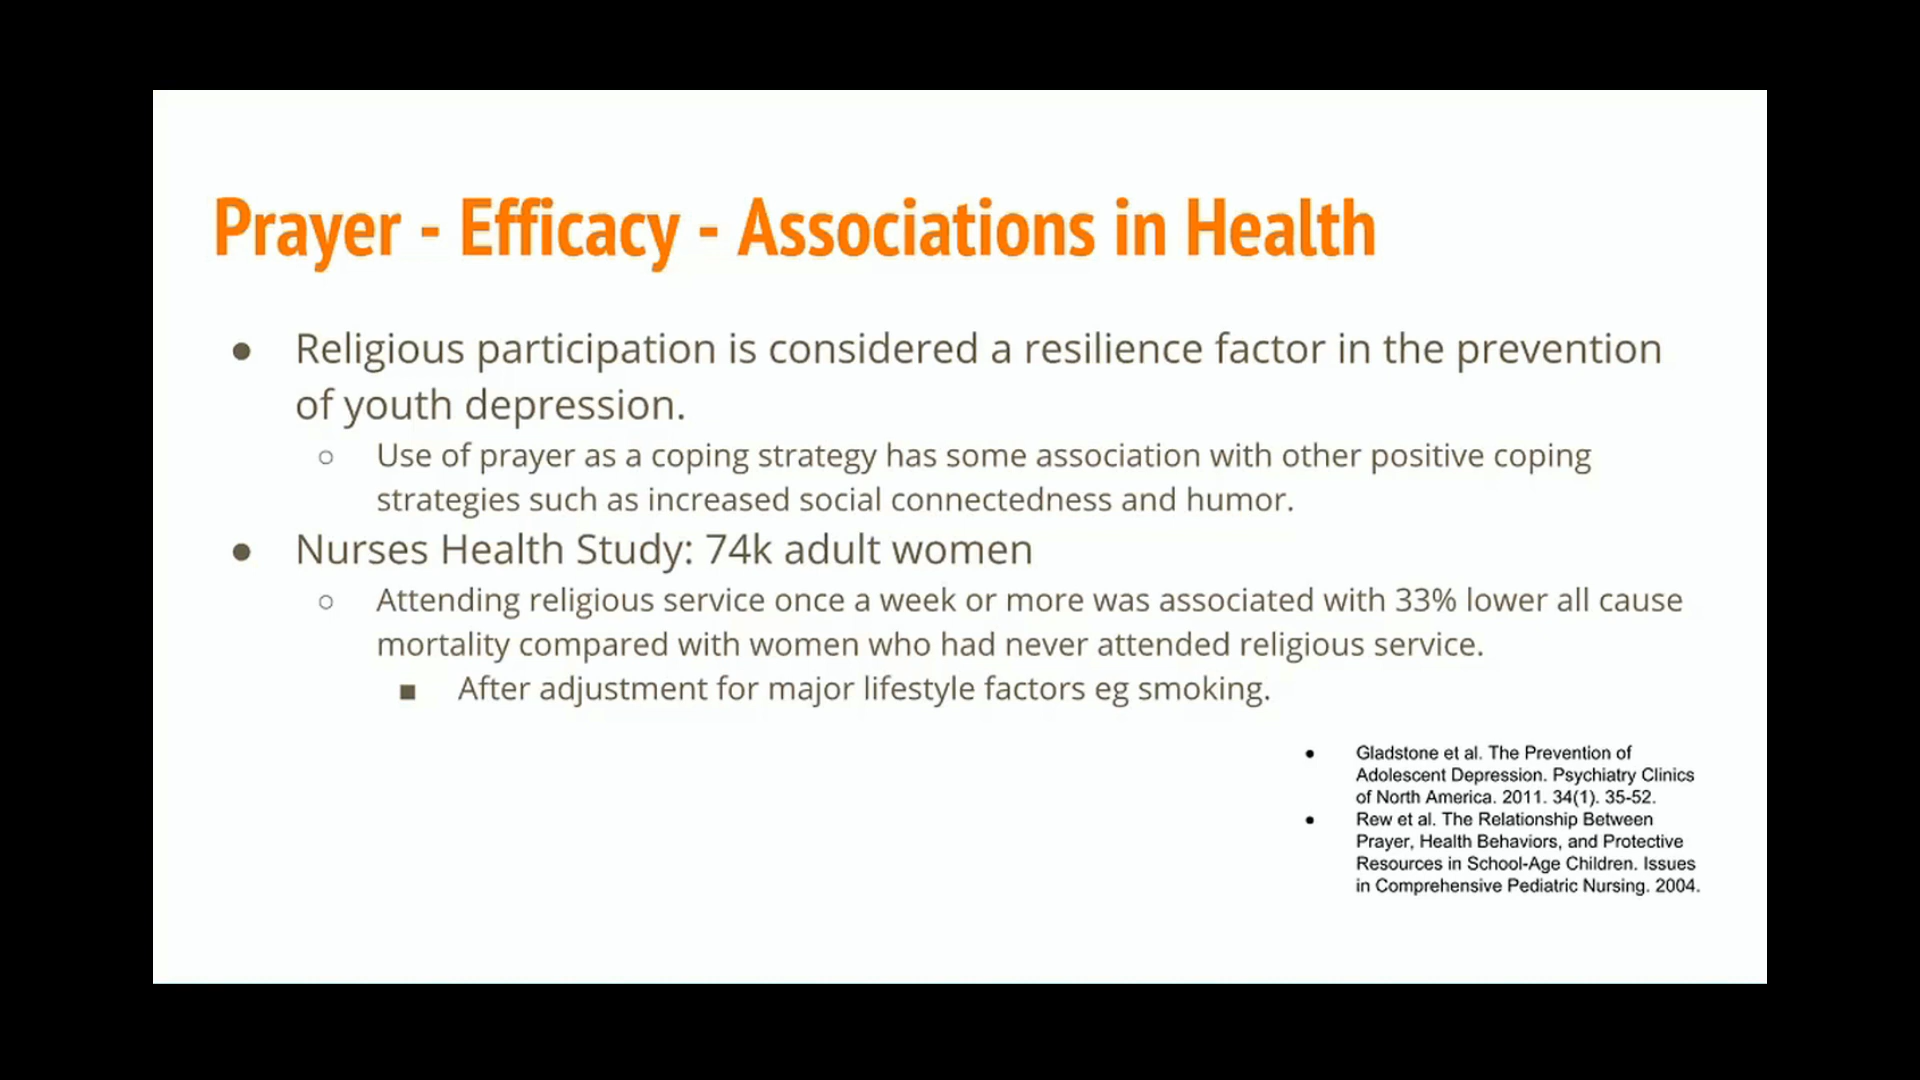 Prayer - Efficacy - Associations in Health
● Religious participation is considered a resilience factor in the prevention
of youth depression.
○ Use of prayer as a coping strategy has some association with other positive coping
strategies such as increased social connectedness and humor.
● Nurses Health Study: 74k adult women
○ Attending religious service once a week or more was associated with 33% lower all cause
mortality compared with women who had never attended religious service.
■ After adjustment for major lifestyle factors eg smoking.
● Gladstone et al. The Prevention of
Adolescent Depression. Psychiatry Clinics
of North America. 2011. 34(1). 35-52.
● Rew et al. The Relationship Between
Prayer, Health Behaviors, and Protective
Resources in School-Age Children. Issues
in Comprehensive Pediatric Nursing. 2004.